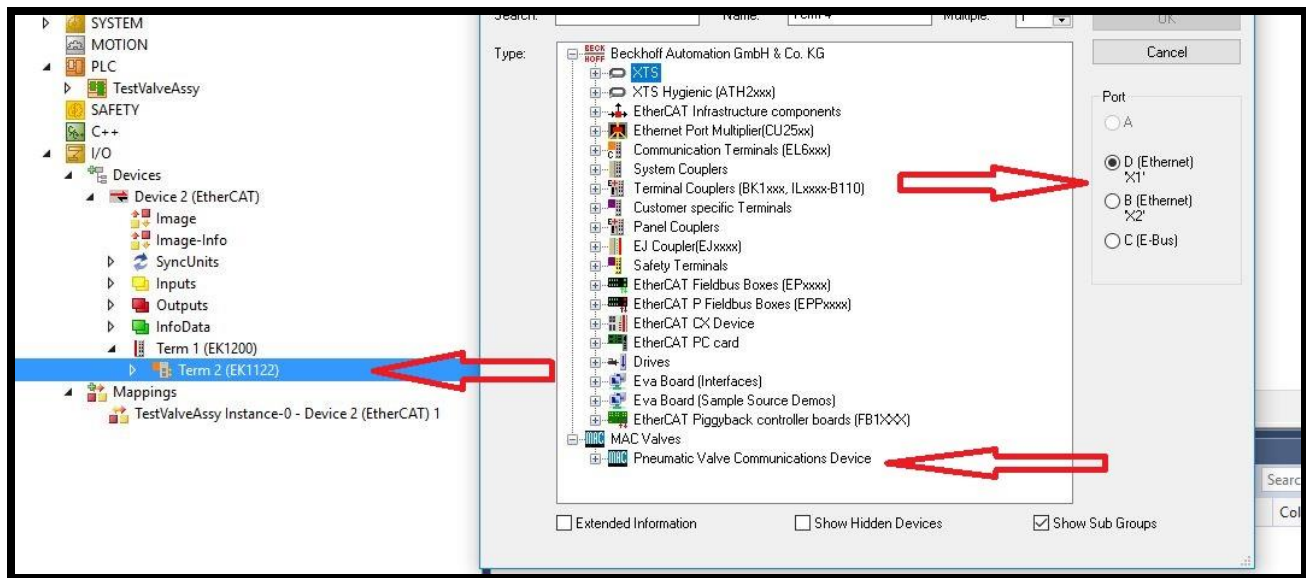 SYSTEM
MOTION
PLC
TestValveAssy
SAFETY
C++
I/O
Devices
Device 2 (EtherCAT)
Image
Image-Info
SyncUnits
Inputs
Outputs
InfoData
Term 1 (EK1200)
Term 2 (EK1122)
Mappings
TestValveAssy Instance-0 - Device 2 (EtherCAT) 1
Search: Name: Term 4 Multiple: 1 OK
Type:
BECKHOFF Beckhoff Automation GmbH & Co. KG
XTS
XTS Hygienic (ATH2xxx)
EtherCAT Infrastructure components
Ethernet Port Multiplier(CU25xx)
Communication Terminals (EL6xxx)
System Couplers
Terminal Couplers (BK1xxx, ILxxxx-B110)
Customer specific Terminals
Panel Couplers
EJ Coupler(EJxxxx)
Safety Terminals
EtherCAT Fieldbus Boxes (EPxxxx)
EtherCAT P Fieldbus Boxes (EPPxxxx)
EtherCAT CX Device
EtherCAT PC card
Drives
Eva Board (Interfaces)
Eva Board (Sample Source Demos)
EtherCAT Piggyback controller boards (FB1XXX)
MAC MAC Valves
MAC Pneumatic Valve Communications Device
Extended Information
Show Hidden Devices
Show Sub Groups
Cancel
Port
A
D (Ethernet)
'X1'
B (Ethernet)
'X2'
C (E-Bus)